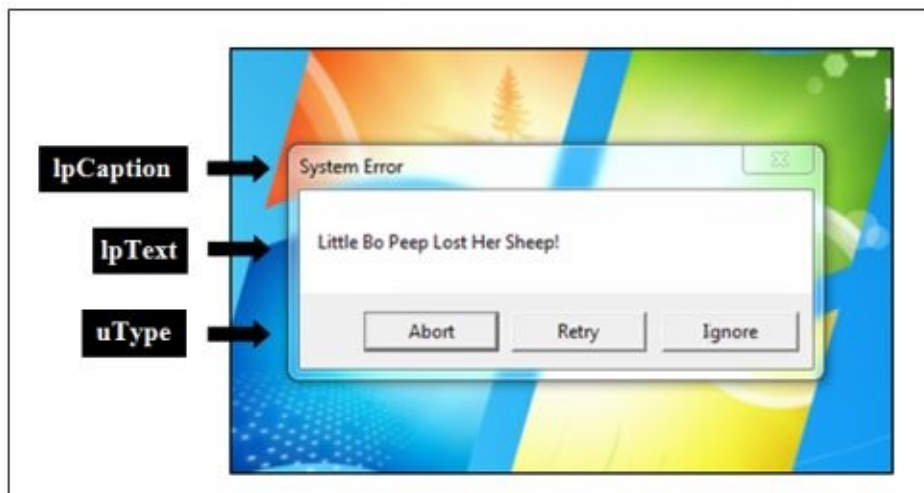 lpCaption
System Error
lpText
Little Bo Peep Lost Her Sheep!
uType
Abort Retry Ignore